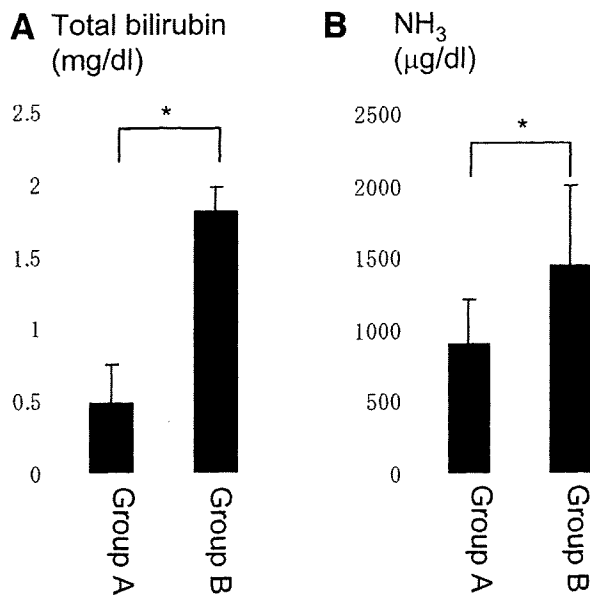 A Total bilirubin
(mg/dl)
2.5
*
2
1.5
1
0.5
0
Group A
Group B
B NH3
(μg/dl)
2500
*
2000
1500
1000
500
0
Group A
Group B